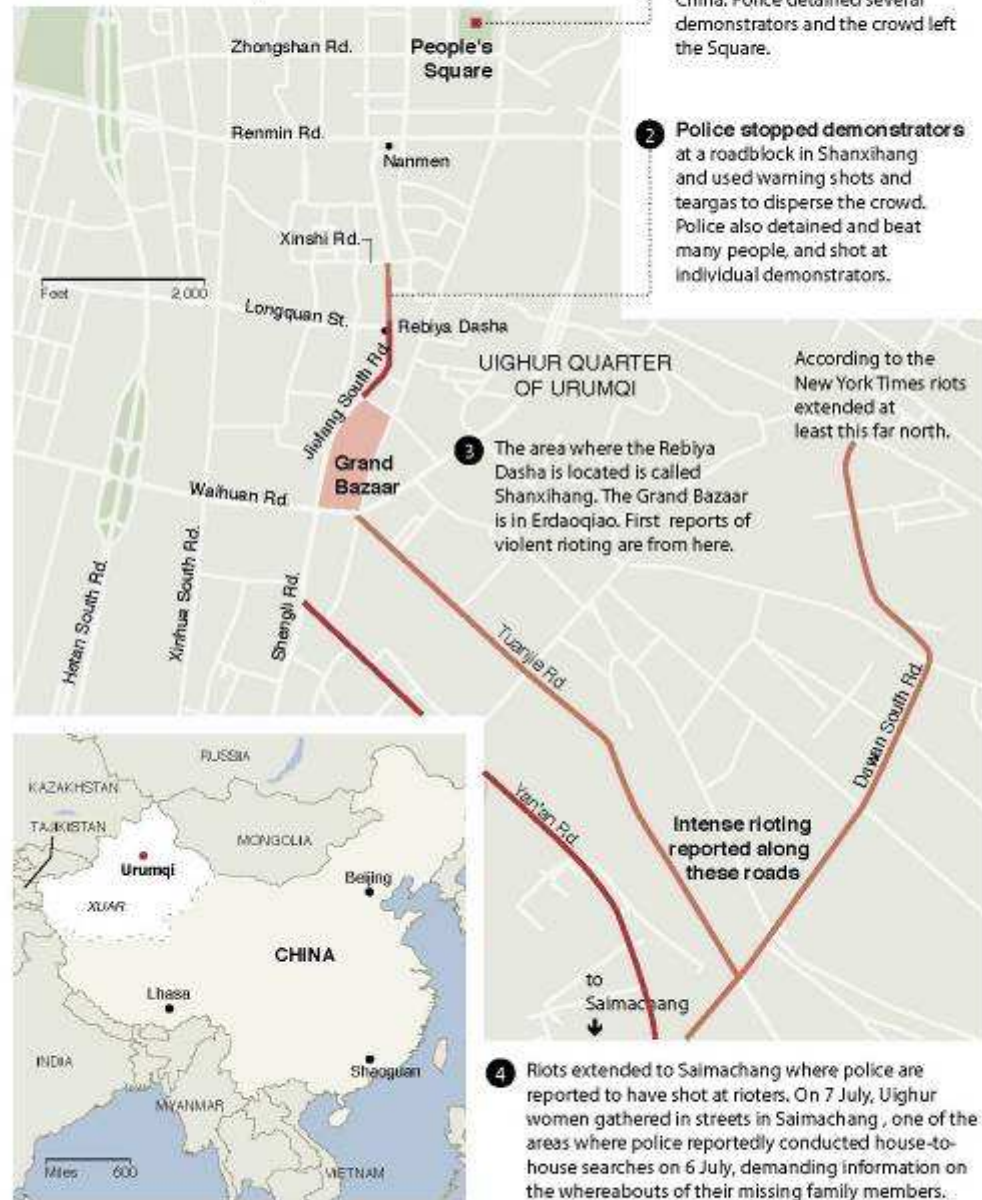 China. Police detained several
demonstrators and the crowd left
the Square.
Zhongshan Rd.
People's
Square
Renmin Rd.
Nanmen
2
Police stopped demonstrators
at a roadblock in Shanxihang
and used warning shots and
teargas to disperse the crowd.
Police also detained and beat
many people, and shot at
individual demonstrators.
Xinshi Rd.
Feet 2,000
Longquan St.
Rebiya Dasha
Jiefang South Rd.
UIGHUR QUARTER
OF URUMQI
According to the
New York Times riots
extended at
least this far north.
Grand
Bazaar
3
The area where the Rebiya
Dasha is located is called
Shanxihang. The Grand Bazaar
is in Erdaoqiao. First reports of
violent rioting are from here.
Waihuan Rd.
Hetan South Rd.
Xinhua South Rd.
Shengli Rd.
Tuanjie Rd.
Dawan South Rd.
Yan'an Rd.
Intense rioting
reported along
these roads
to
Saimachang
RUSSIA
KAZAKHSTAN
TAJIKISTAN
MONGOLIA
Urumqi
XUAR
Beijing
CHINA
Lhasa
INDIA
Shaoguan
MYANMAR
VIETNAM
Miles 600
4
Riots extended to Saimachang where police are
reported to have shot at rioters. On 7 July, Uighur
women gathered in streets in Saimachang , one of the
areas where police reportedly conducted house-to-
house searches on 6 July, demanding information on
the whereabouts of their missing family members.